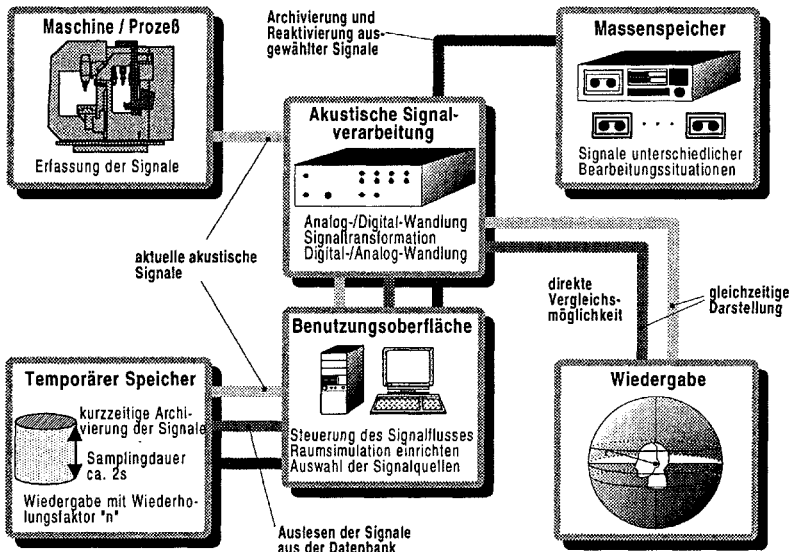 Maschine / Prozeß
Erfassung der Signale
Archivierung und
Reaktivierung aus-
gewählter Signale
Massenspeicher
Signale unterschiedlicher
Bearbeitungssituationen
Akustische Signal-
verarbeitung
Analog-/Digital-Wandlung
Signaltransformation
Digital-/Analog-Wandlung
aktuelle akustische
Signale
direkte
Vergleichs-
möglichkeit
gleichzeitige
Darstellung
Benutzungsoberfläche
Steuerung des Signalflusses
Raumsimulation einrichten
Auswahl der Signalquellen
Temporärer Speicher
kurzzeitige Archi-
vierung der Signale
Samplingdauer
ca. 2s
Wiedergabe mit Wiederho-
lungsfaktor "n"
Auslesen der Signale
aus der Datenbank
Wiedergabe